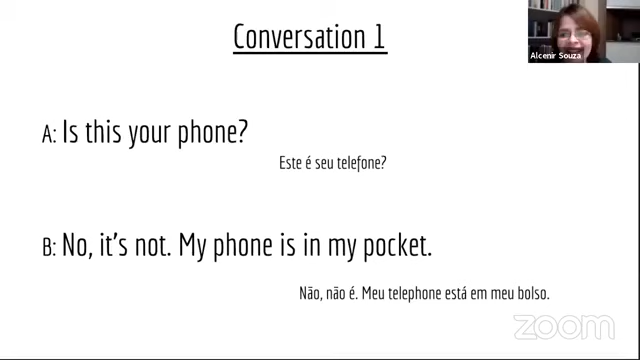 Conversation 1
Alcenir Souza
A: Is this your phone?
Este é seu telefone?
B: No, it's not. My phone is in my pocket.
Não, não é. Meu telephone está em meu bolso.
zoom